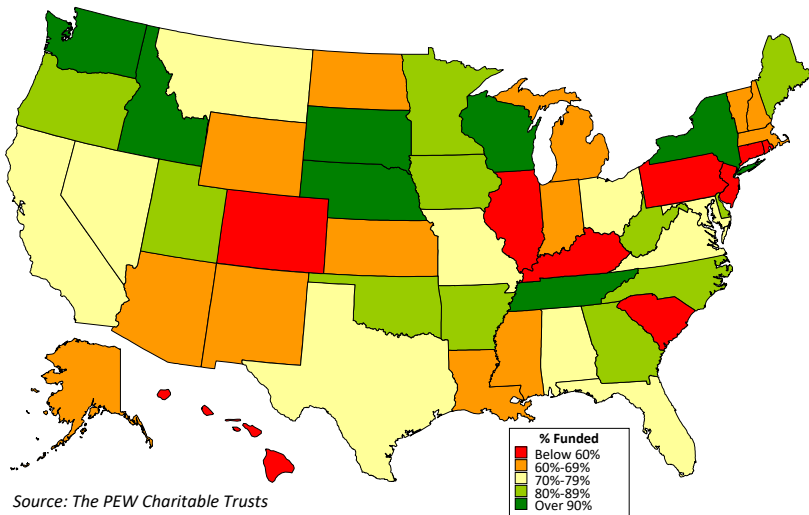 % Funded
Below 60%
60%-69%
70%-79%
80%-89%
Over 90%
Source: The PEW Charitable Trusts